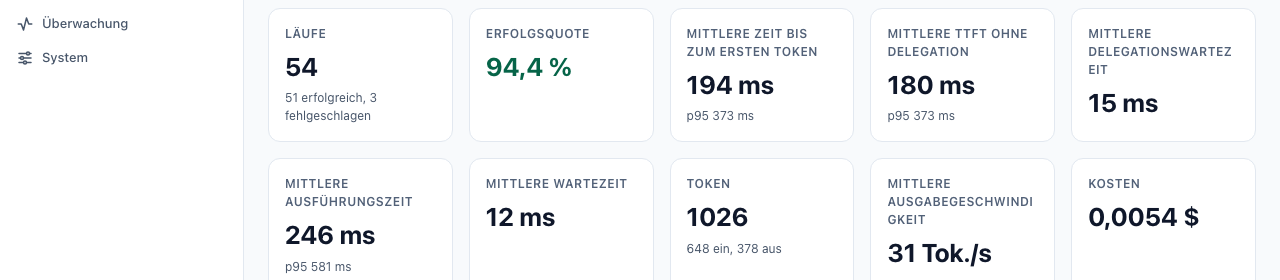 Überwachung
System
LÄUFE
54
51 erfolgreich, 3
fehlgeschlagen
ERFOLGSQUOTE
94,4 %
MITTLERE ZEIT BIS
ZUM ERSTEN TOKEN
194 ms
p95 373 ms
MITTLERE TTFT OHNE
DELEGATION
180 ms
p95 373 ms
MITTLERE
DELEGATIONSWARTEZ
EIT
15 ms
MITTLERE
AUSFÜHRUNGSZEIT
246 ms
p95 581 ms
MITTLERE WARTEZEIT
12 ms
TOKEN
1026
648 ein, 378 aus
MITTLERE
AUSGABEGESCHWINDI
GKEIT
31 Tok./s
KOSTEN
0,0054 $